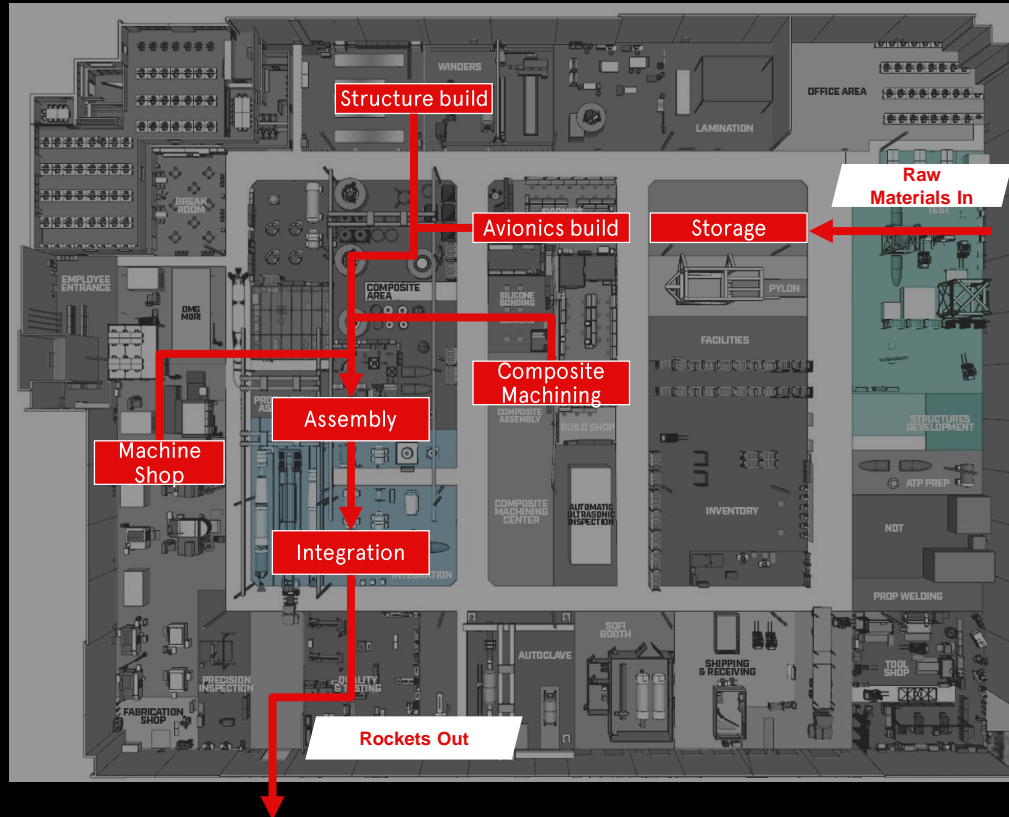 WINDERS
Structure build
OFFICE AREA
LAMINATION
Raw
Materials In
TEST
BREAK
ROOM
AVIONICS
Avionics build
Storage
EMPLOYEE
ENTRANCE
COMPOSITE
AREA
PYLON
DMG
MORI
SILICONE
BONDING
FACILITIES
Composite
Machining
Assembly
COMPOSITE
ASSEMBLY
BUILD SHOP
STRUCTURES
DEVELOPMENT
Machine
Shop
ATP PREP
COMPOSITE
MACHINING
CENTER
AUTOMATIC
ULTRASONIC
INSPECTION
INVENTORY
NDT
Integration
INTEGRATION
PROP WELDING
SOFI
BOOTH
AUTOCLAVE
SHIPPING
& RECEIVING
TOOL
SHOP
PRECISION
INSPECTION
QUALITY
& TESTING
FABRICATION
SHOP
Rockets Out